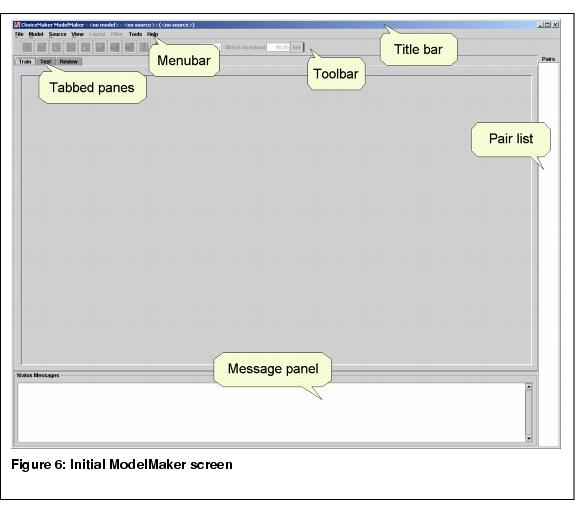 ChoiceMaker ModelMaker - <no model> - <no source> : (<no source>)
File Model Source View Layout Filter Tools Help
Match threshold 80.00 Set
Train Test Review
Pairs
Title bar
Menubar
Toolbar
Tabbed panes
Pair list
Message panel
Status Messages
Figure 6: Initial ModelMaker screen